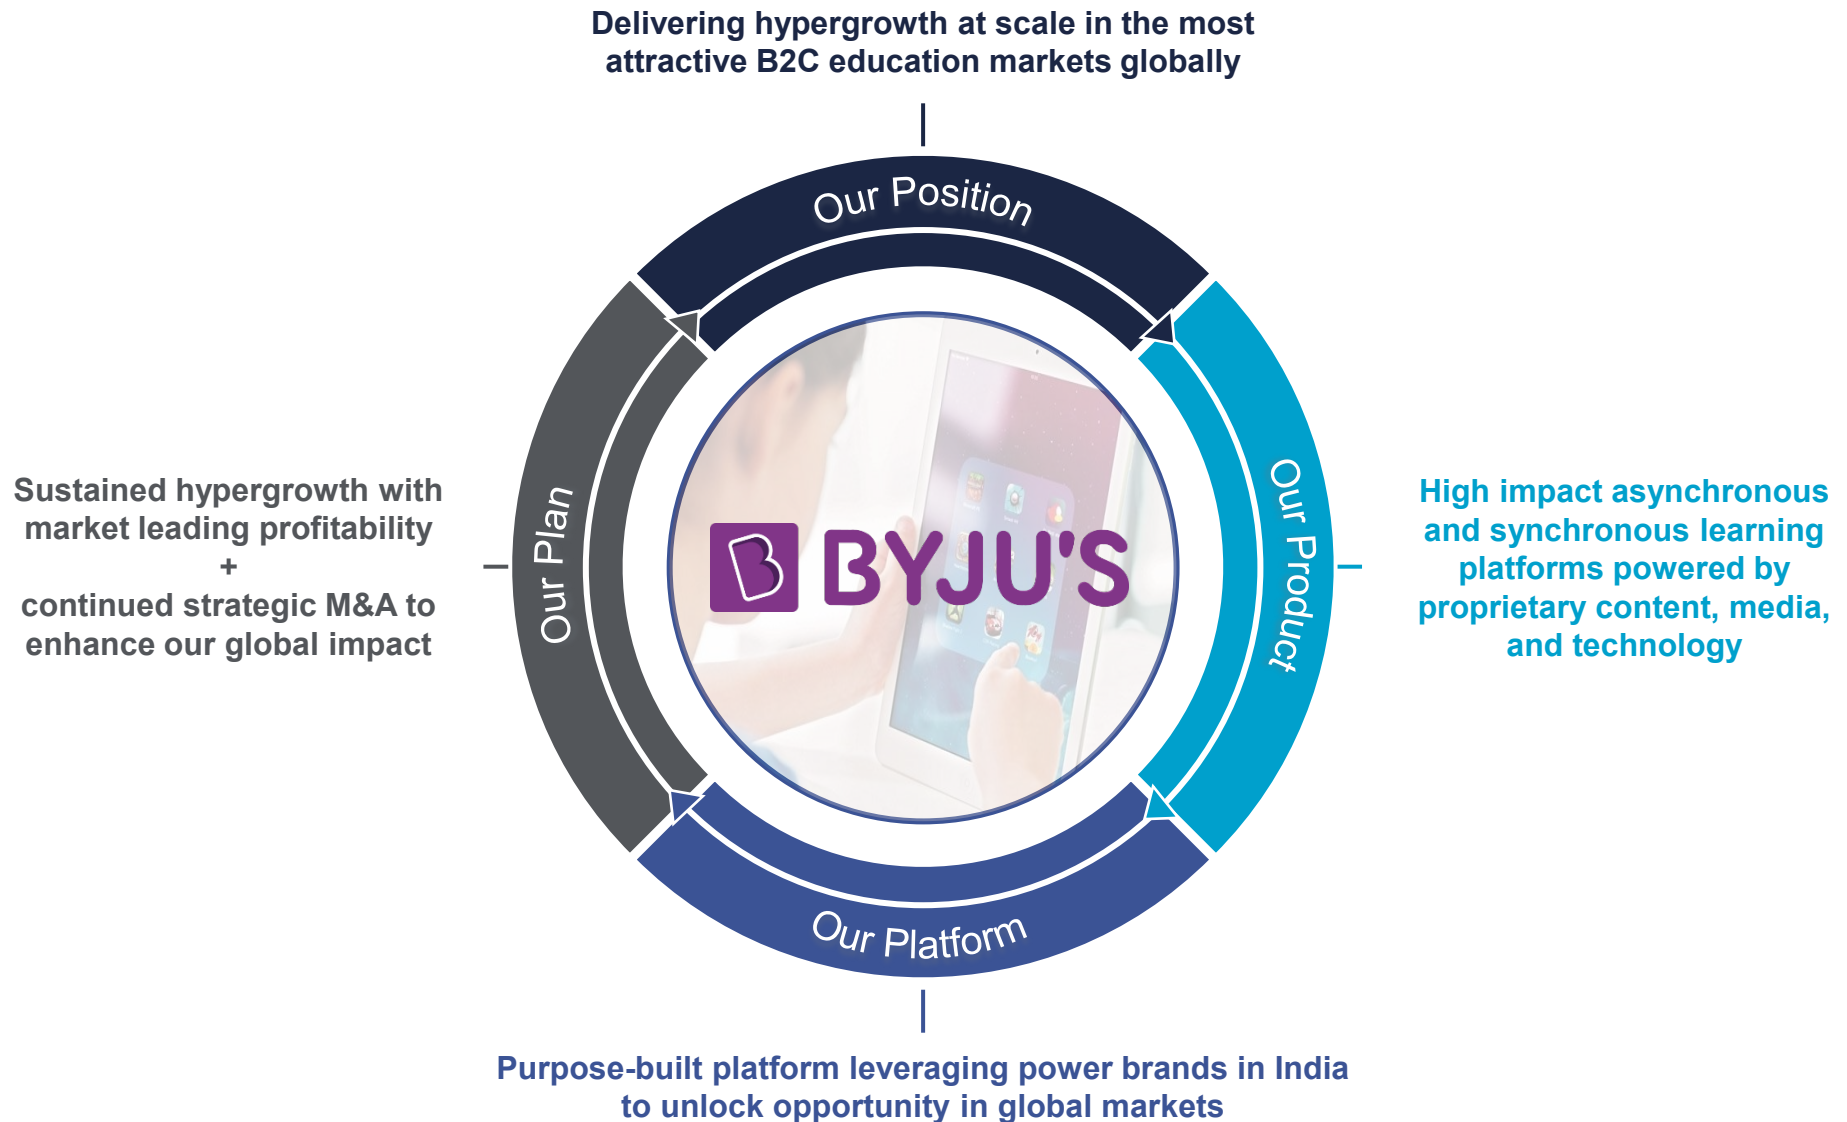 Delivering hypergrowth at scale in the most
attractive B2C education markets globally
Our Position
Sustained hypergrowth with
market leading profitability
+
continued strategic M&A to
enhance our global impact
Our Plan
BYJU'S
Our Product
High impact asynchronous
and synchronous learning
platforms powered by
proprietary content, media,
and technology
Our Platform
Purpose-built platform leveraging power brands in India
to unlock opportunity in global markets